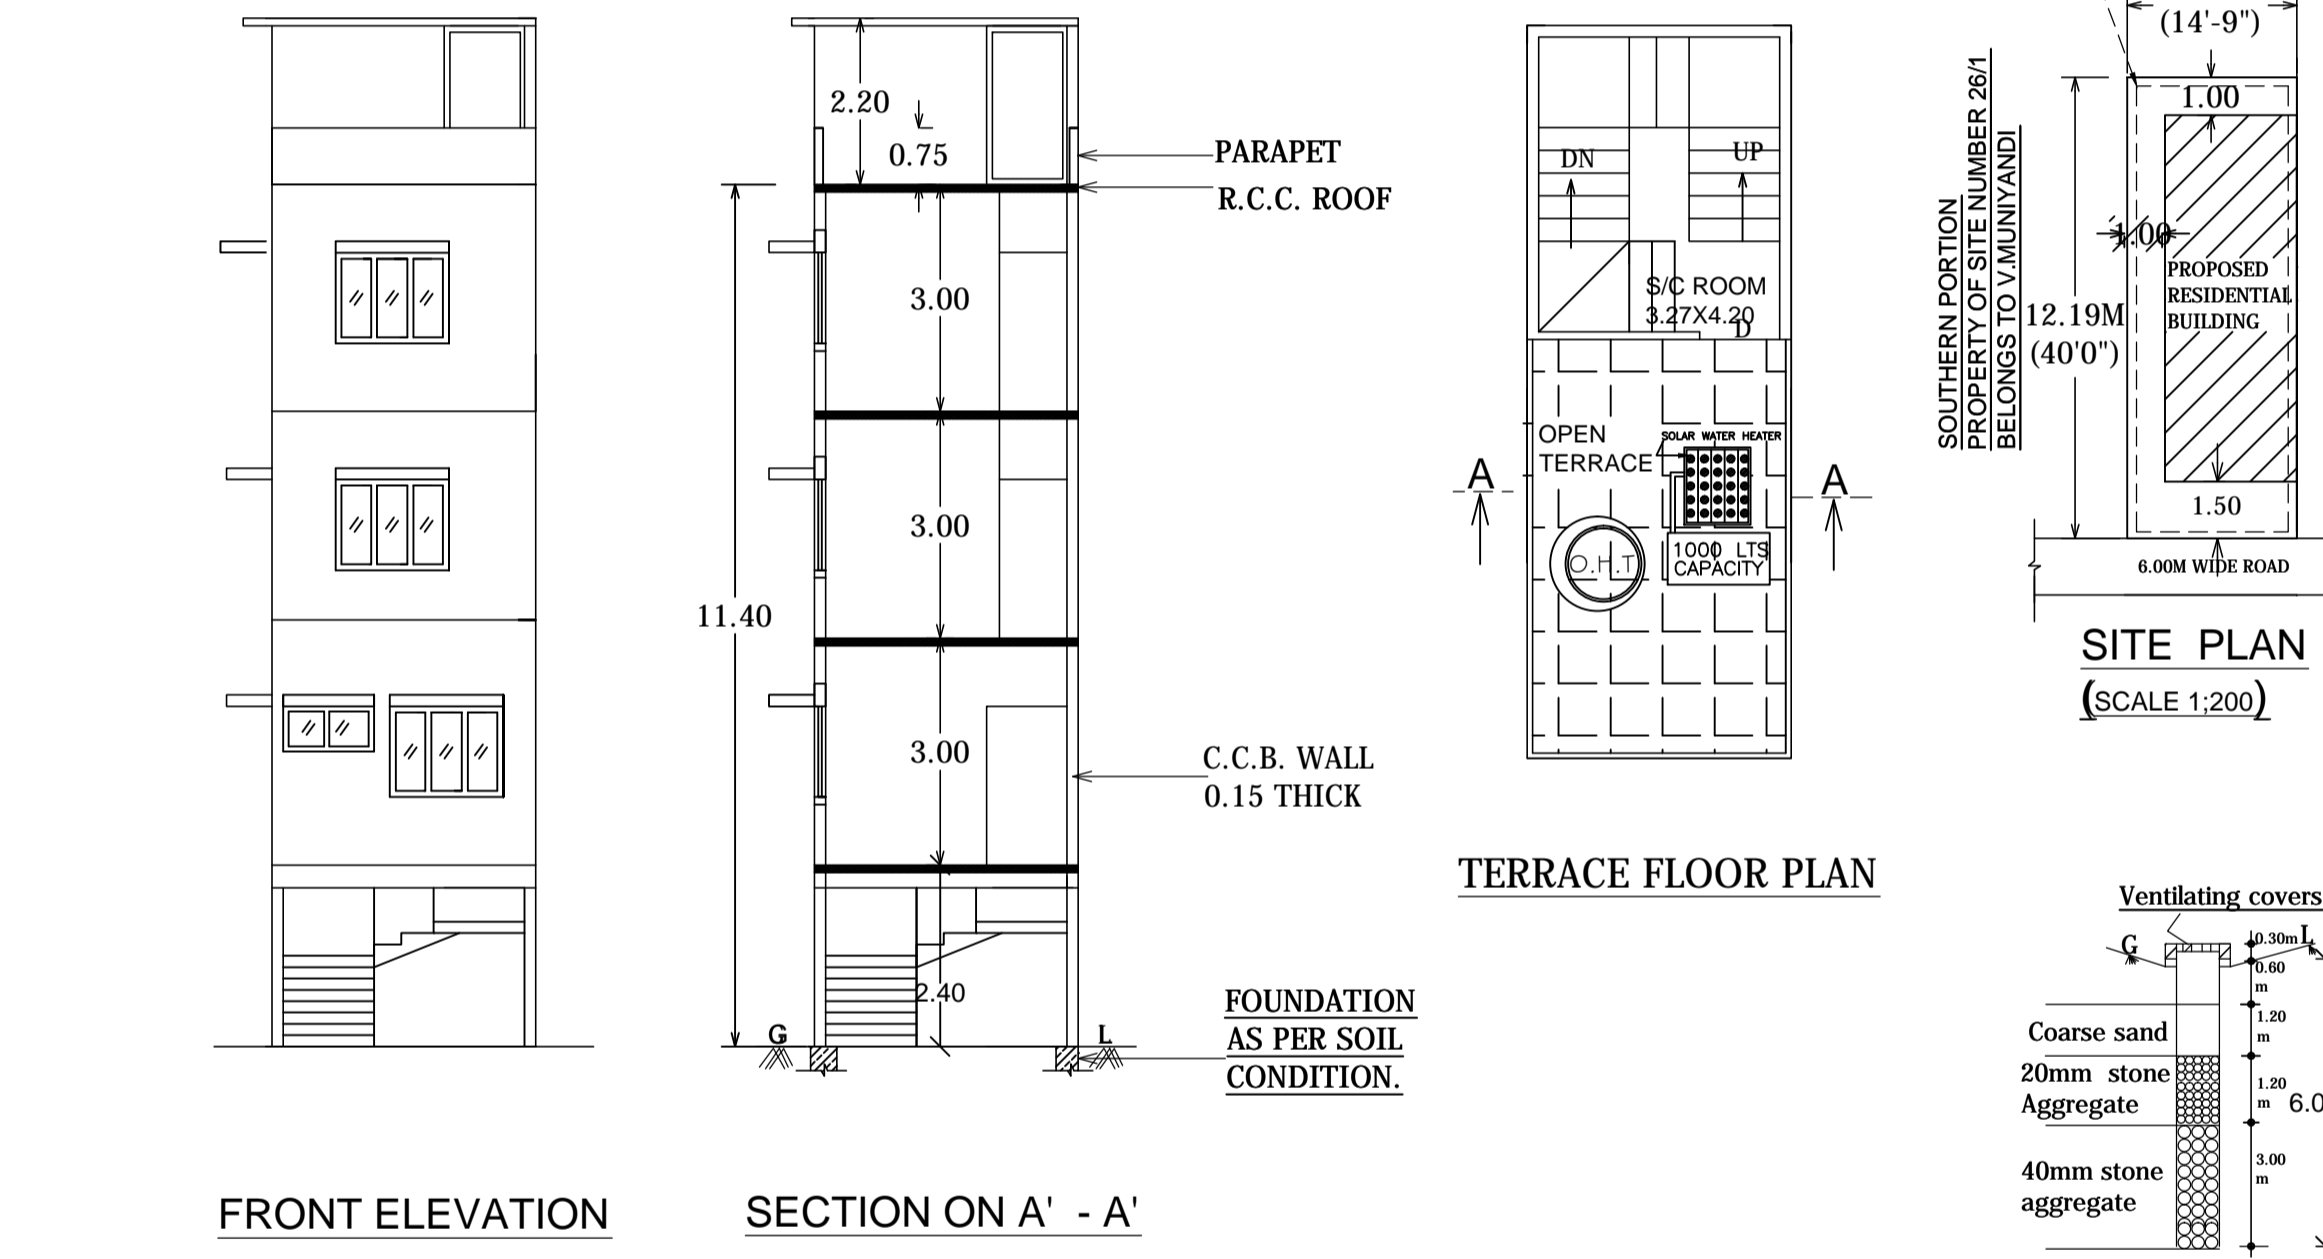 2.20
0.75
PARAPET
R.C.C. ROOF
3.00
3.00
11.40
3.00
C.C.B. WALL
0.15 THICK
2.40
G
L
FOUNDATION
AS PER SOIL
CONDITION.
FRONT ELEVATION
SECTION ON A' - A'
DN
UP
S/C ROOM
3.27X4.20
D
OPEN
TERRACE
SOLAR WATER HEATER
A
A
O.H.T
1000 LTS
CAPACITY
TERRACE FLOOR PLAN
(14'-9")
SOUTHERN PORTION
PROPERTY OF SITE NUMBER 26/1
BELONGS TO V.MUNIYANDI
1.00
1.00
12.19M
(40'0")
PROPOSED
RESIDENTIAL
BUILDING
1.50
6.00M WIDE ROAD
SITE PLAN
(SCALE 1;200)
Ventilating covers
G
L
0.30m
0.60
m
1.20
m
Coarse sand
20mm stone
Aggregate
1.20
m
6.0
40mm stone
aggregate
3.00
m